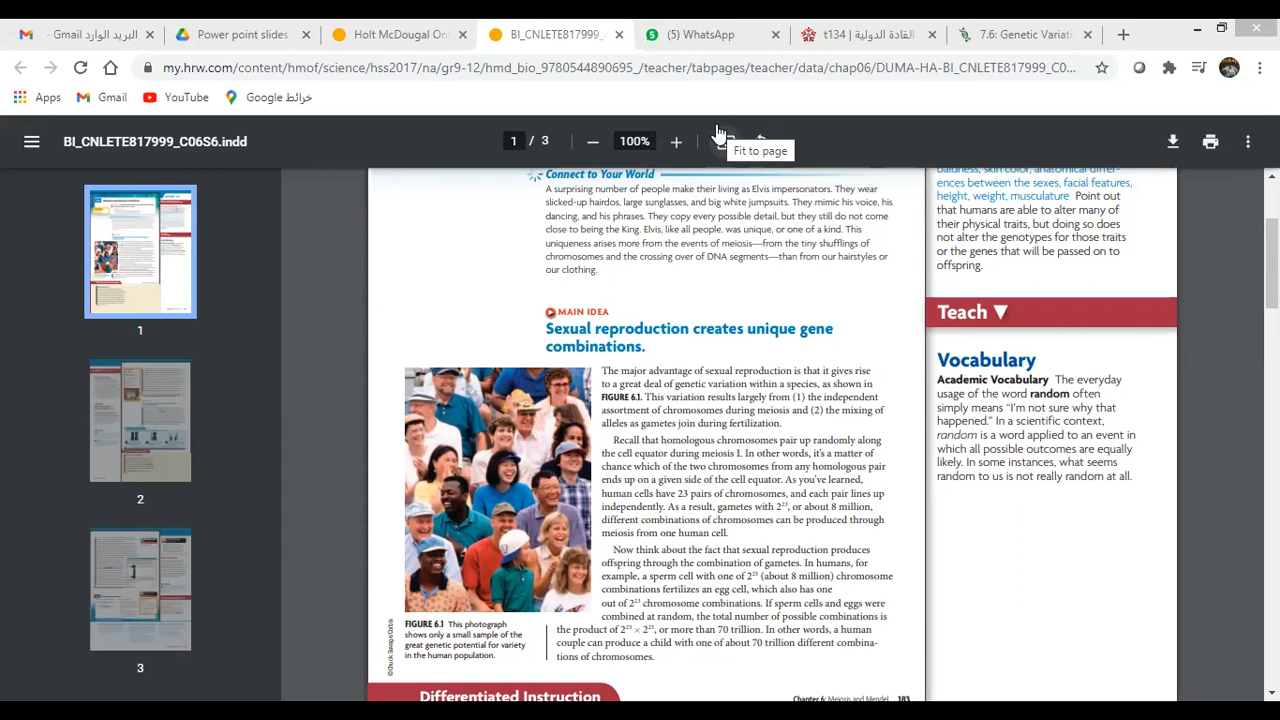 البريد الوارد Gmail -
Power point slides
Holt McDougal Onl
BI_CNLETE817999_
(5) WhatsApp
القادة الدولية | t134
7.6: Genetic Variati
my.hrw.com/content/hmof/science/hss2017/na/gr9-12/hmd_bio_9780544890695_/teacher/tabpages/teacher/data/chap06/DUMA-HA-BI_CNLETE817999_C0...
Apps
Gmail
YouTube
خرائط Google
BI_CNLETE817999_C06S6.indd
1 / 3
100%
Fit to page
1
2
3
Connect to Your World
A surprising number of people make their living as Elvis impersonators. They wear
slicked-up hairdos, large sunglasses, and big white jumpsuits. They mimic his voice, his
dancing, and his phrases. They copy every possible detail, but they still do not come
close to being the King. Elvis, like all people, was unique, or one of a kind. This
uniqueness arises more from the events of meiosis—from the tiny shufflings of
chromosomes and the crossing over of DNA segments—than from our hairstyles or
our clothing.
MAIN IDEA
Sexual reproduction creates unique gene
combinations.
The major advantage of sexual reproduction is that it gives rise
to a great deal of genetic variation within a species, as shown in
FIGURE 6.1. This variation results largely from (1) the independent
assortment of chromosomes during meiosis and (2) the mixing of
alleles as gametes join during fertilization.
Recall that homologous chromosomes pair up randomly along
the cell equator during meiosis I. In other words, it's a matter of
chance which of the two chromosomes from any homologous pair
ends up on a given side of the cell equator. As you've learned,
human cells have 23 pairs of chromosomes, and each pair lines up
independently. As a result, gametes with 2²³, or about 8 million,
different combinations of chromosomes can be produced through
meiosis from one human cell.
Now think about the fact that sexual reproduction produces
offspring through the combination of gametes. In humans, for
example, a sperm cell with one of 2²³ (about 8 million) chromosome
combinations fertilizes an egg cell, which also has one
out of 2²³ chromosome combinations. If sperm cells and eggs were
combined at random, the total number of possible combinations is
the product of 2²³ × 2²³, or more than 70 trillion. In other words, a human
couple can produce a child with one of about 70 trillion different combina-
tions of chromosomes.
FIGURE 6.1 This photograph
shows only a small sample of the
great genetic potential for variety
in the human population.
Differentiated Instruction
Chapter 6: Meiosis and Mendel 183
baldness, skin color, anatomical differ-
ences between the sexes, facial features,
height, weight, musculature Point out
that humans are able to alter many of
their physical traits, but doing so does
not alter the genotypes for those traits
or the genes that will be passed on to
offspring.
Teach ▼
Vocabulary
Academic Vocabulary The everyday
usage of the word random often
simply means "I'm not sure why that
happened." In a scientific context,
random is a word applied to an event in
which all possible outcomes are equally
likely. In some instances, what seems
random to us is not really random at all.